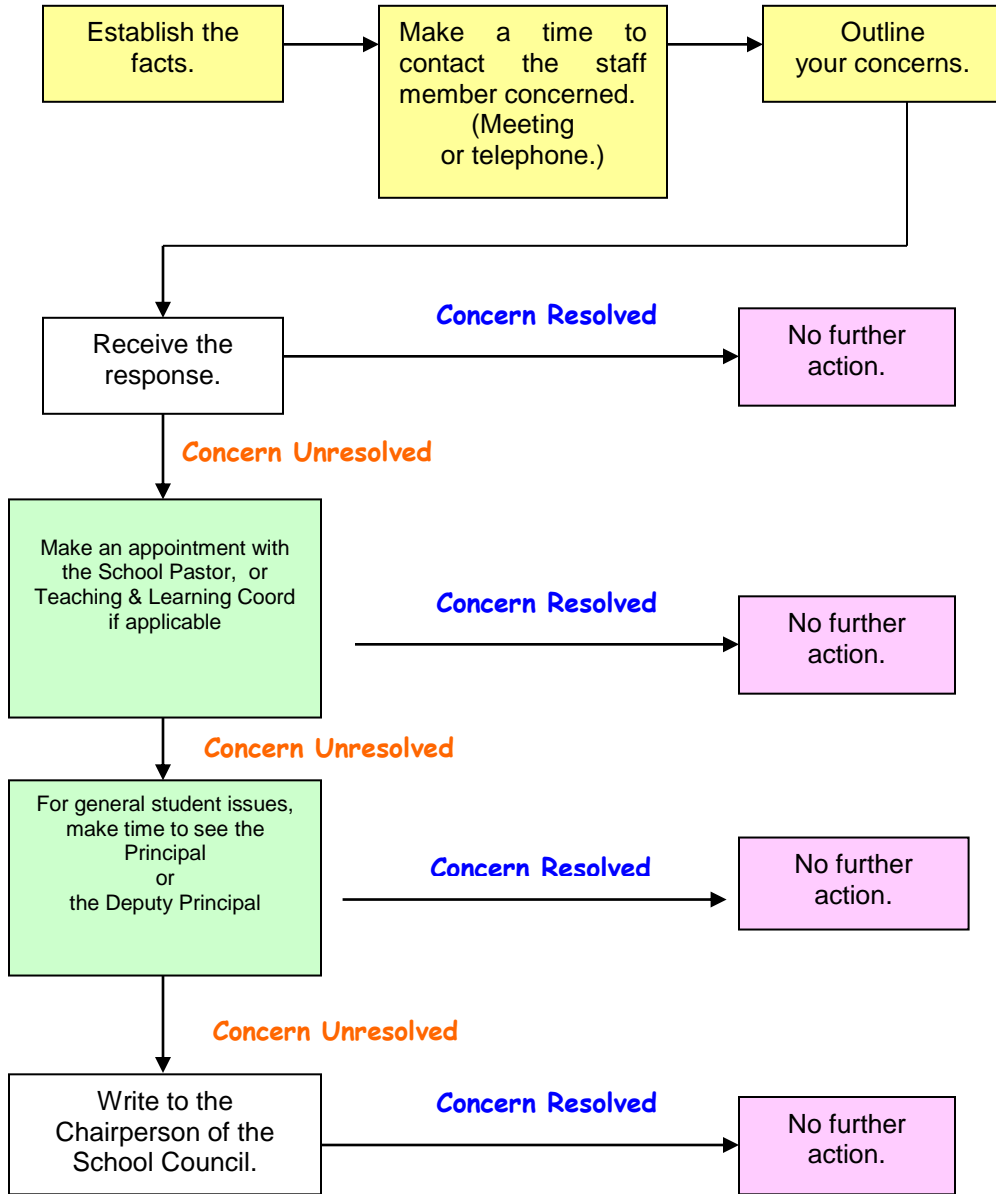 Establish the
facts.
Make a time to
contact the staff
member concerned.
(Meeting
or telephone.)
Outline
your concerns.
Receive the
response.
Concern Resolved
No further
action.
Concern Unresolved
Make an appointment with
the School Pastor, or
Teaching & Learning Coord
if applicable
Concern Resolved
No further
action.
Concern Unresolved
For general student issues,
make time to see the
Principal
or
the Deputy Principal
Concern Resolved
No further
action.
Concern Unresolved
Write to the
Chairperson of the
School Council.
Concern Resolved
No further
action.